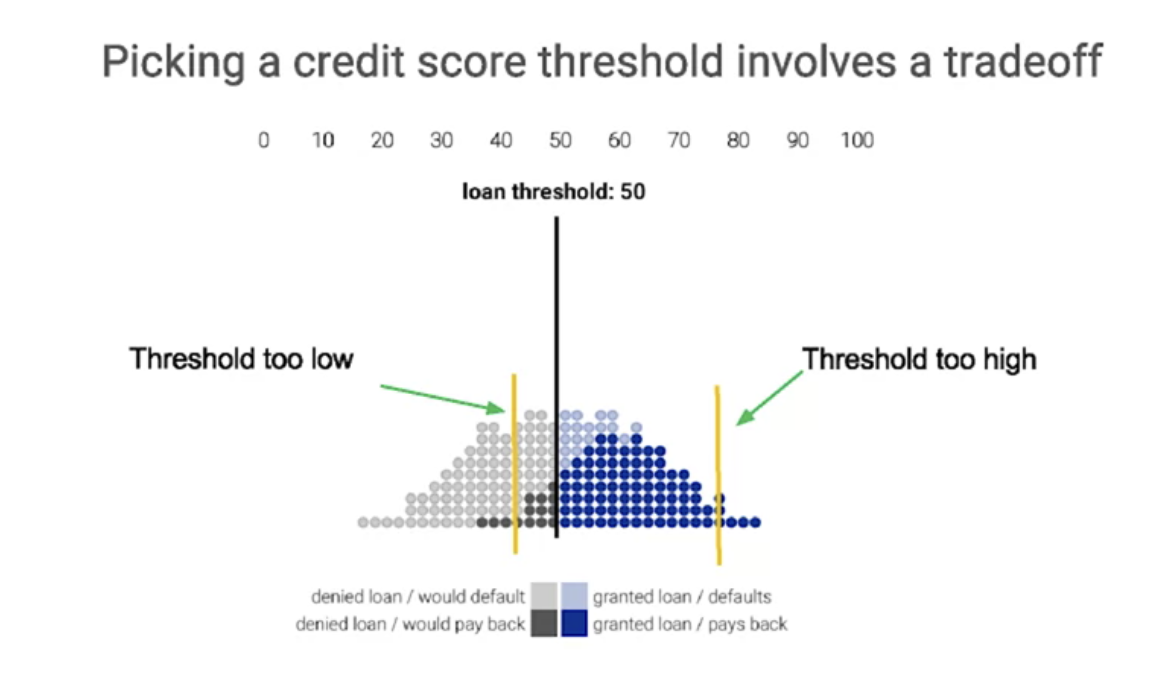 Picking a credit score threshold involves a tradeoff
0 10 20 30 40 50 60 70 80 90 100
loan threshold: 50
Threshold too low
Threshold too high
denied loan / would default
granted loan / defaults
denied loan / would pay back
granted loan / pays back